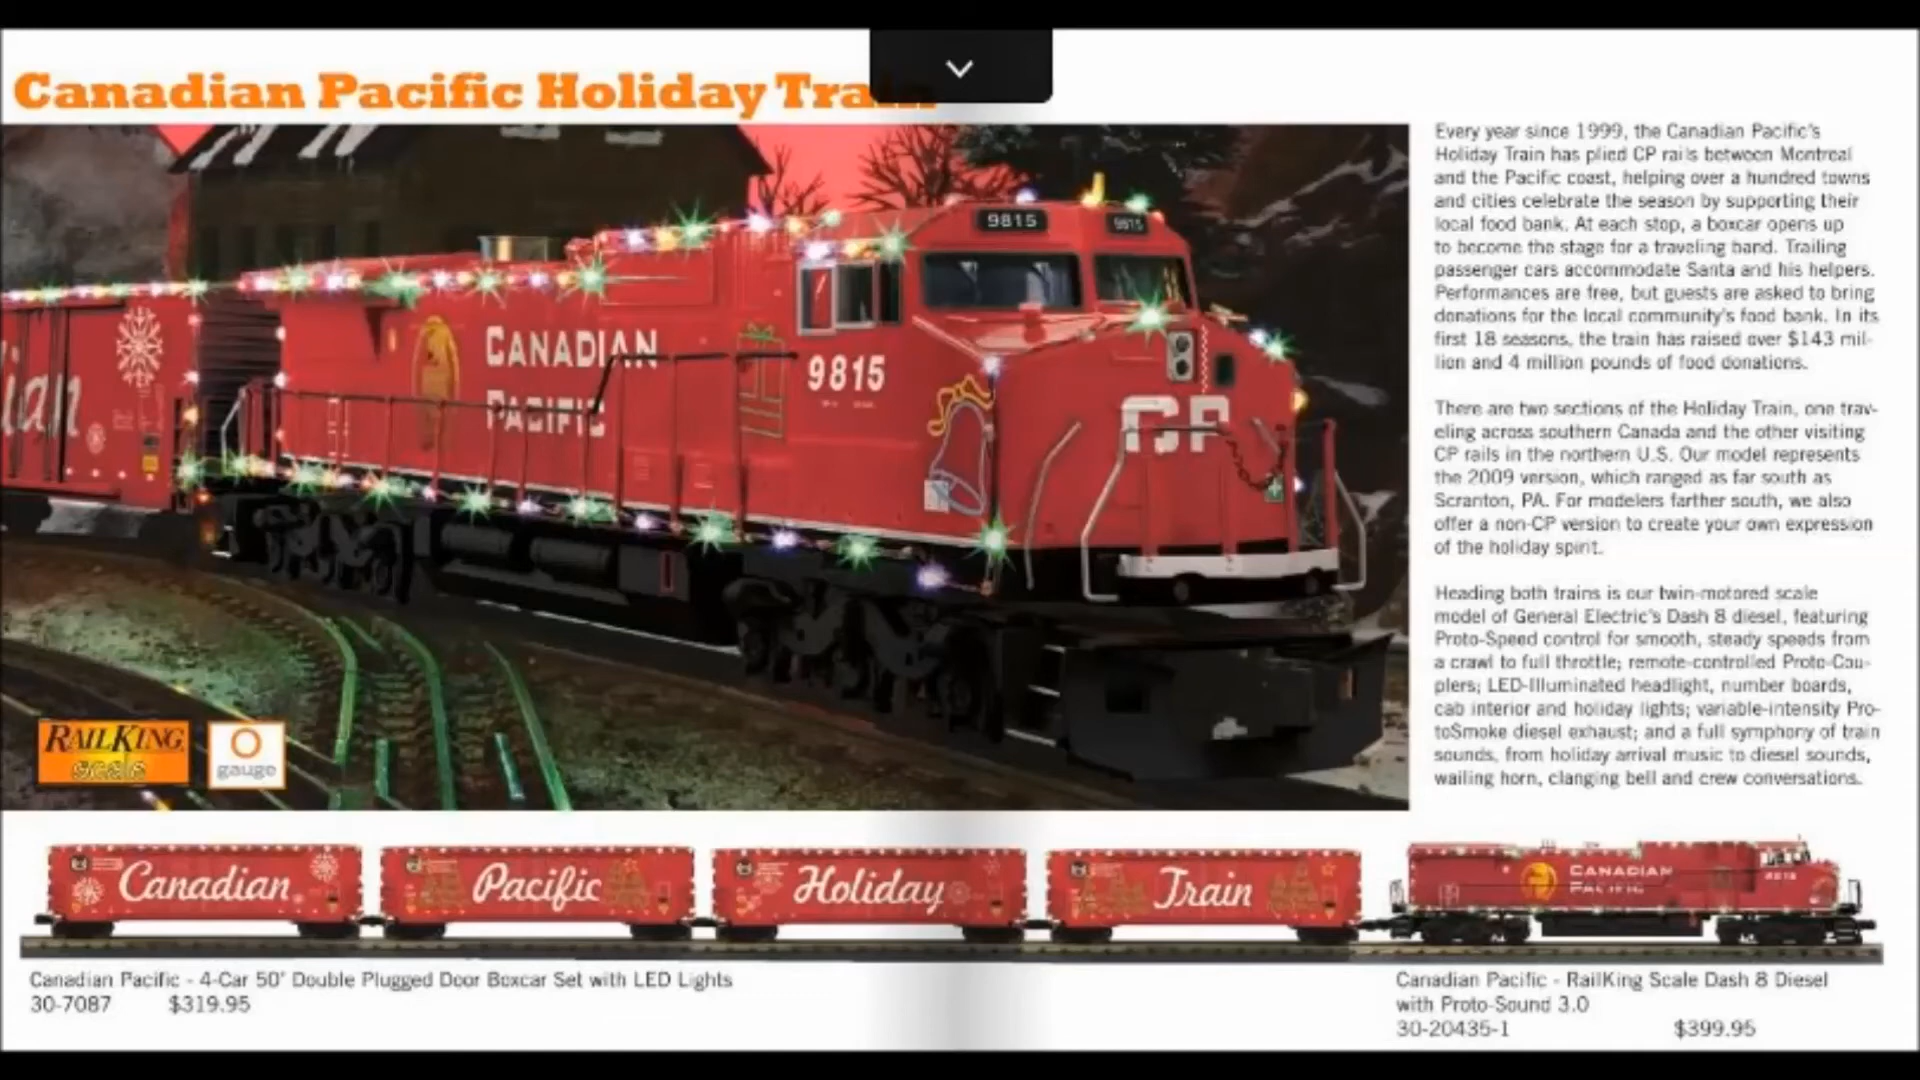 Canadian Pacific Holiday Train
Every year since 1999, the Canadian Pacific's
Holiday Train has plied CP rails between Montreal
and the Pacific coast, helping over a hundred towns
and cities celebrate the season by supporting their
local food bank. At each stop, a boxcar opens up
to become the stage for a traveling band. Trailing
passenger cars accommodate Santa and his helpers.
Performances are free, but guests are asked to bring
donations for the local community's food bank. In its
first 18 seasons, the train has raised over $143 mil-
lion and 4 million pounds of food donations.
There are two sections of the Holiday Train, one trav-
eling across southern Canada and the other visiting
CP rails in the northern U.S. Our model represents
the 2009 version, which ranged as far south as
Scranton, PA. For modelers farther south, we also
offer a non-CP version to create your own expression
of the holiday spirit.
Heading both trains is our twin-motored scale
model of General Electric's Dash 8 diesel, featuring
Proto-Speed control for smooth, steady speeds from
a crawl to full throttle; remote-controlled Proto-Cou-
plers; LED-Illuminated headlight, number boards,
cab interior and holiday lights; variable-intensity Pro-
toSmoke diesel exhaust; and a full symphony of train
sounds, from holiday arrival music to diesel sounds,
wailing horn, clanging bell and crew conversations.
9815
9815
CANADIAN
PACIFIC
9815
CP
ian
RAILKING
SCALE
O
gauge
Canadian
Pacific
Holiday
Train
CANADIAN
PACIFIC
Canadian Pacific - 4-Car 50' Double Plugged Door Boxcar Set with LED Lights
30-7087 $319.95
Canadian Pacific - RailKing Scale Dash 8 Diesel
with Proto-Sound 3.0
30-20435-1 $399.95